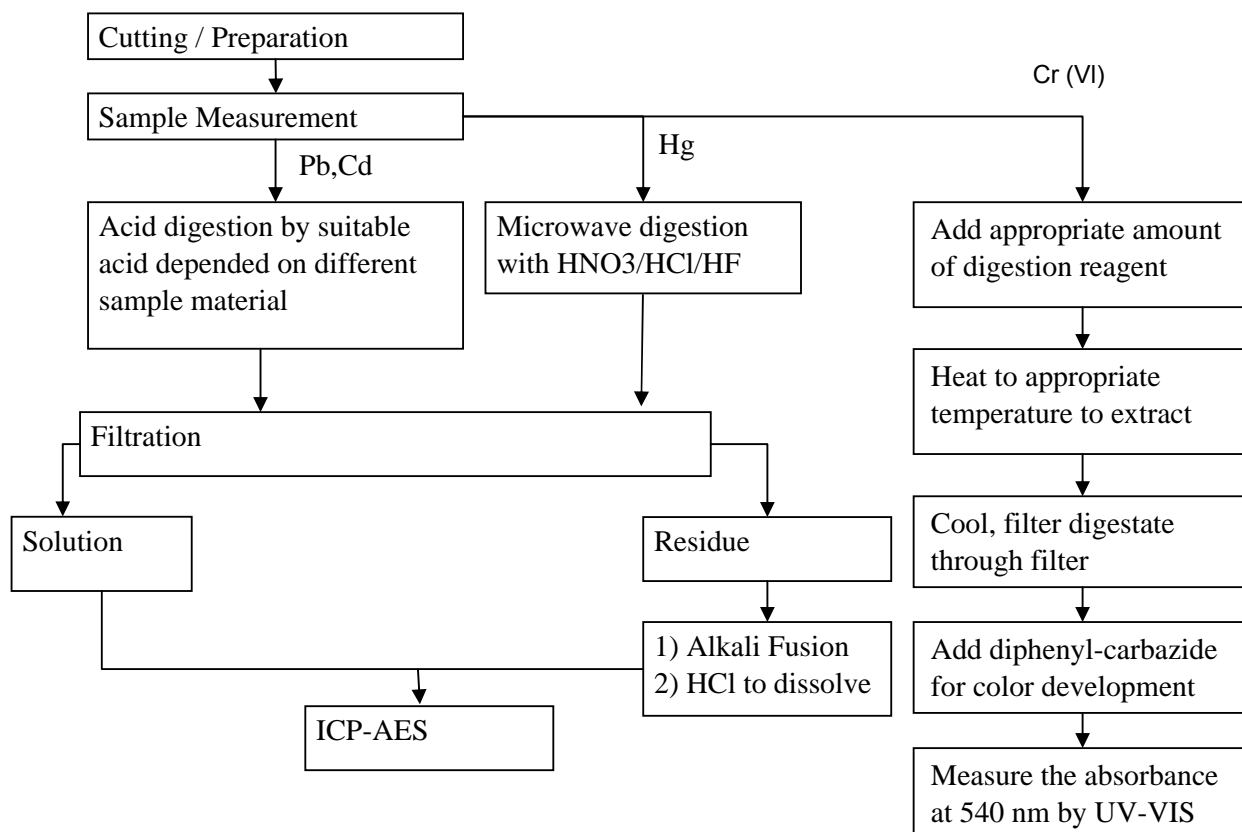 Cutting / Preparation
Cr (VI)
Sample Measurement
Hg
Pb,Cd
Acid digestion by suitable
acid depended on different
sample material
Microwave digestion
with HNO3/HCl/HF
Add appropriate amount
of digestion reagent
Heat to appropriate
temperature to extract
Filtration
Solution
Residue
Cool, filter digestate
through filter
1) Alkali Fusion
2) HCl to dissolve
Add diphenyl-carbazide
for color development
ICP-AES
Measure the absorbance
at 540 nm by UV-VIS